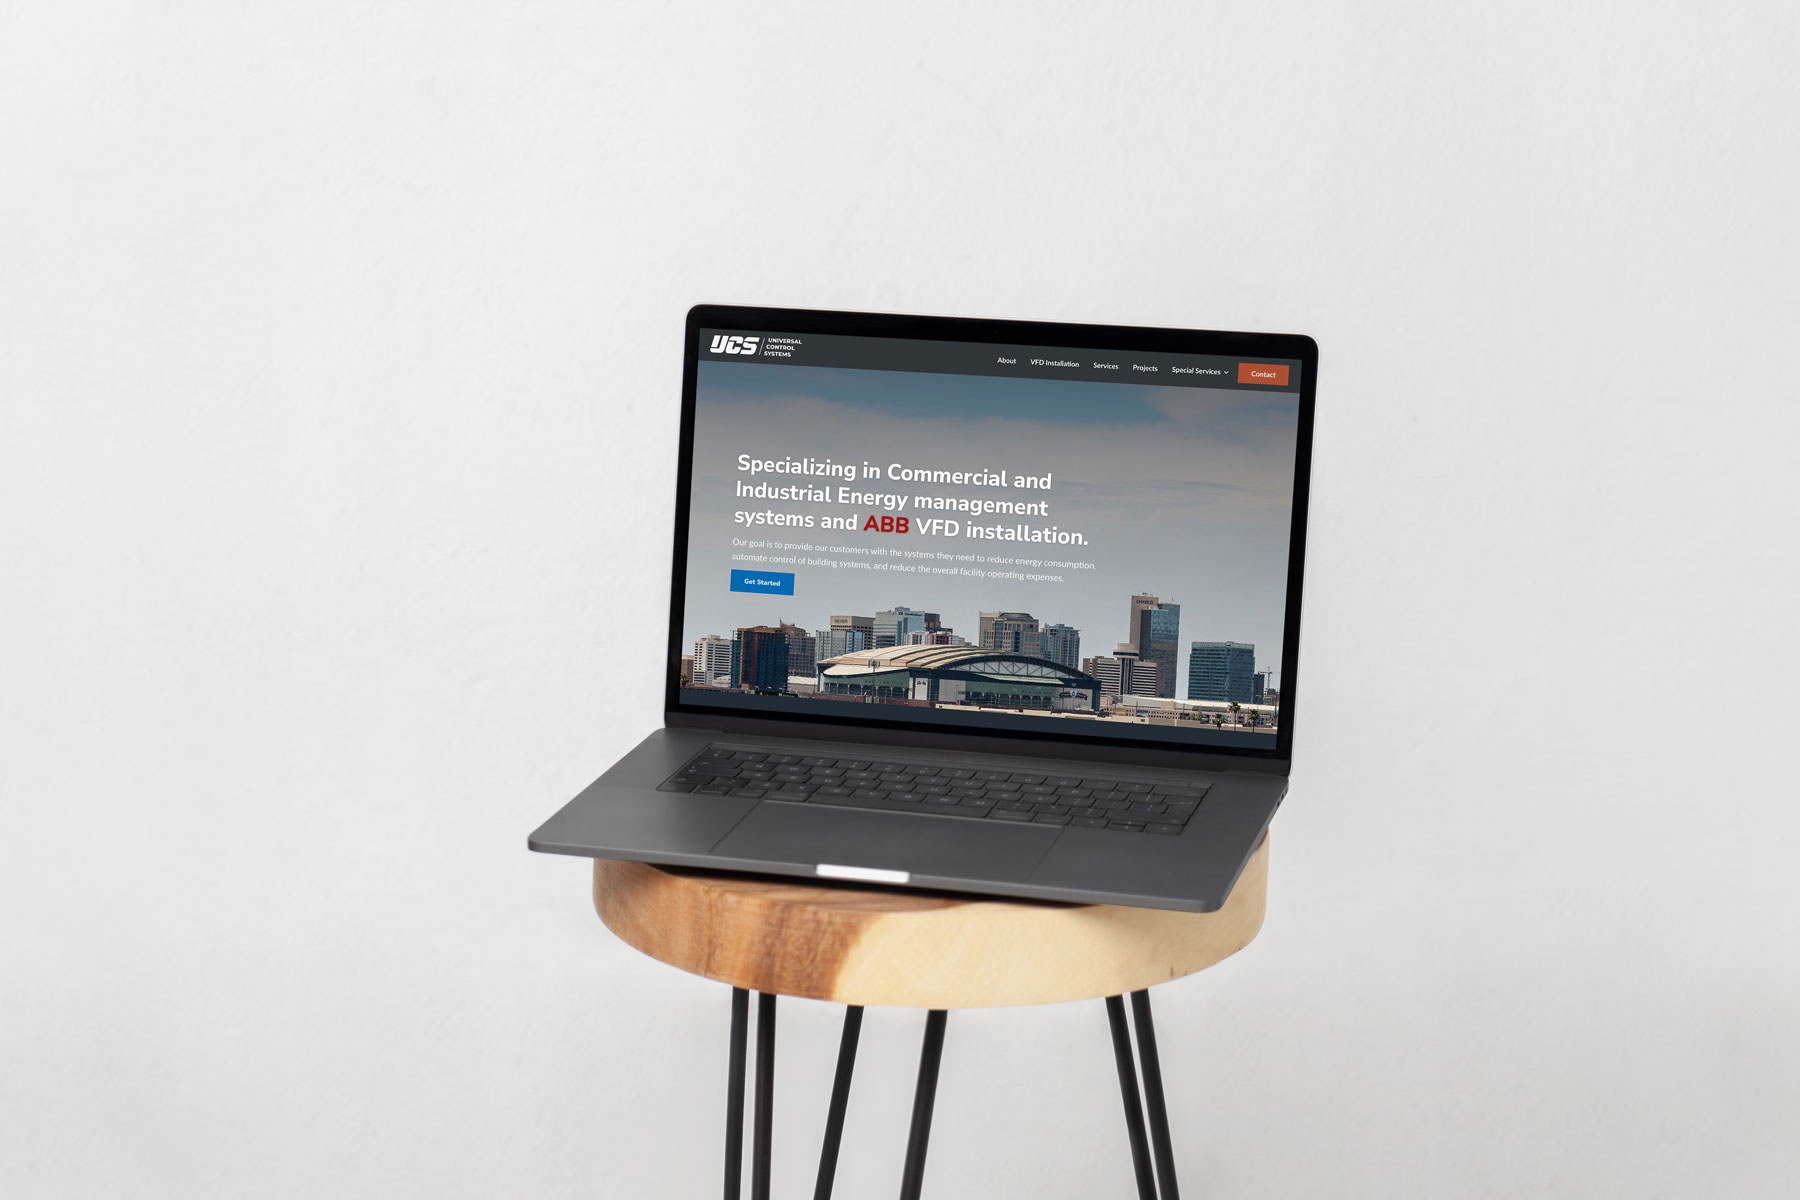 UCS
UNIVERSAL
CONTROL
SYSTEMS
About VFD Installation Services Projects Special Services Contact
Specializing in Commercial and
Industrial Energy management
systems and ABB VFD installation.
Our goal is to provide our customers with the systems they need to reduce energy consumption,
automate control of building systems, and reduce the overall facility operating expenses.
Get Started
CHASE